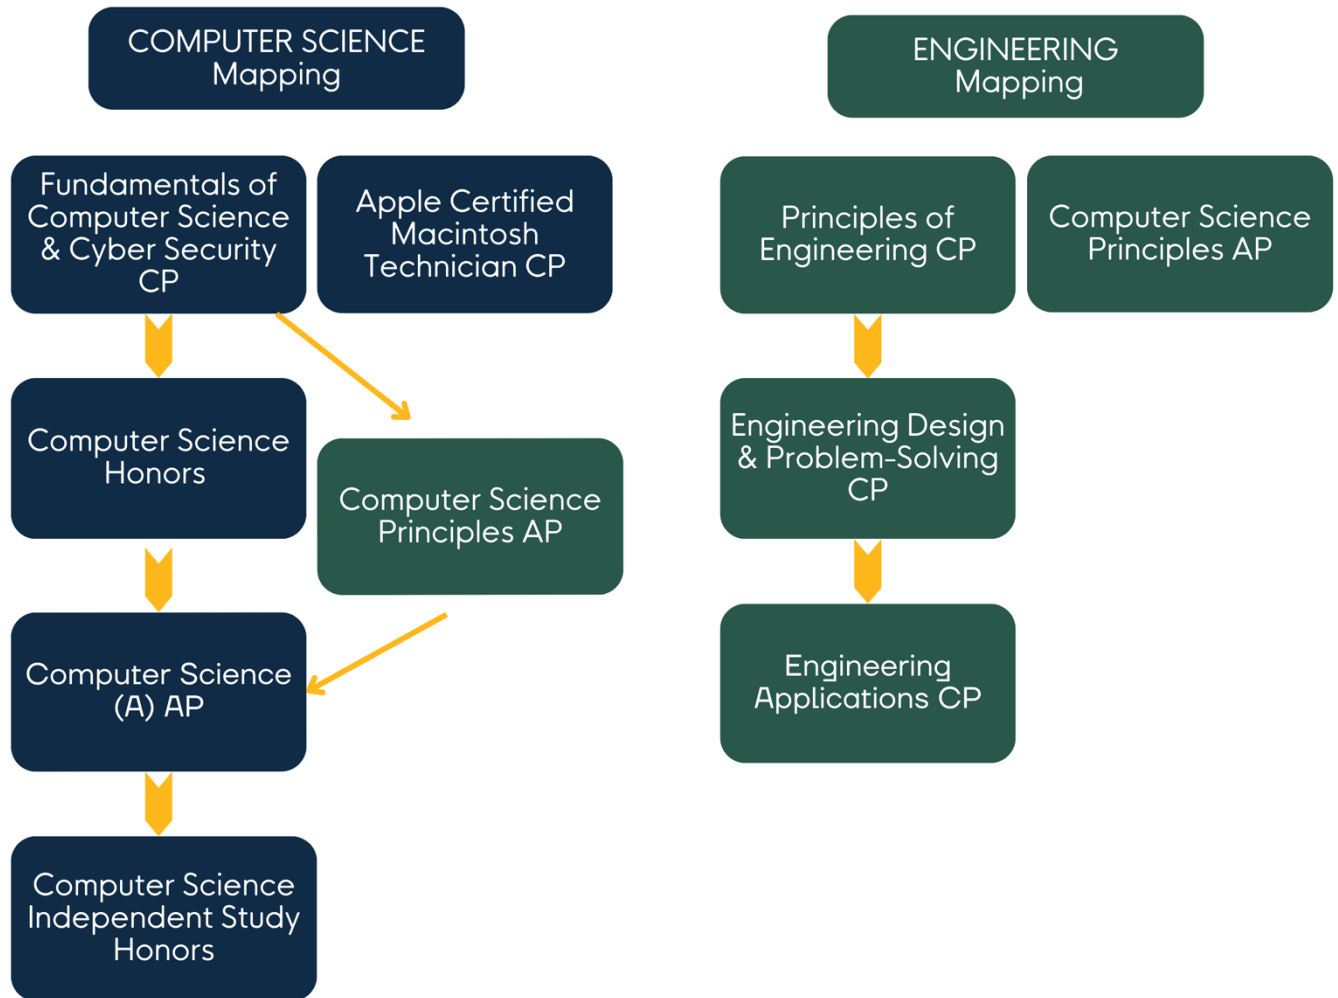 COMPUTER SCIENCE
Mapping
ENGINEERING
Mapping
Fundamentals of
Computer Science
& Cyber Security
CP
Apple Certified
Macintosh
Technician CP
Principles of
Engineering CP
Computer Science
Principles AP
Computer Science
Honors
Computer Science
Principles AP
Engineering Design
& Problem-Solving
CP
Computer Science
(A) AP
Engineering
Applications CP
Computer Science
Independent Study
Honors